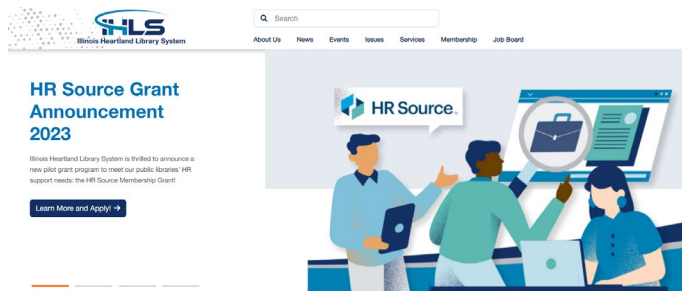 iHLS
Illinois Heartland Library System
Search
About Us News Events Issues Services Membership Job Board
HR Source Grant
Announcement
2023
Illinois Heartland Library System is thrilled to announce a
new pilot grant program to meet our public libraries' HR
support needs: the HR Source Membership Grant!
Learn More and Apply! →
HR Source™